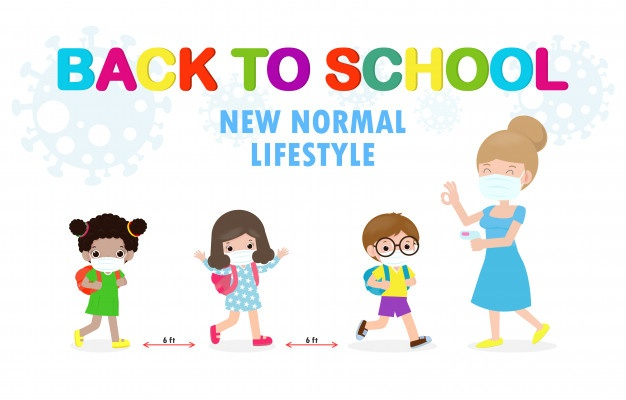 BACK TO SCHOOL
NEW NORMAL
LIFESTYLE
6 ft
6 ft